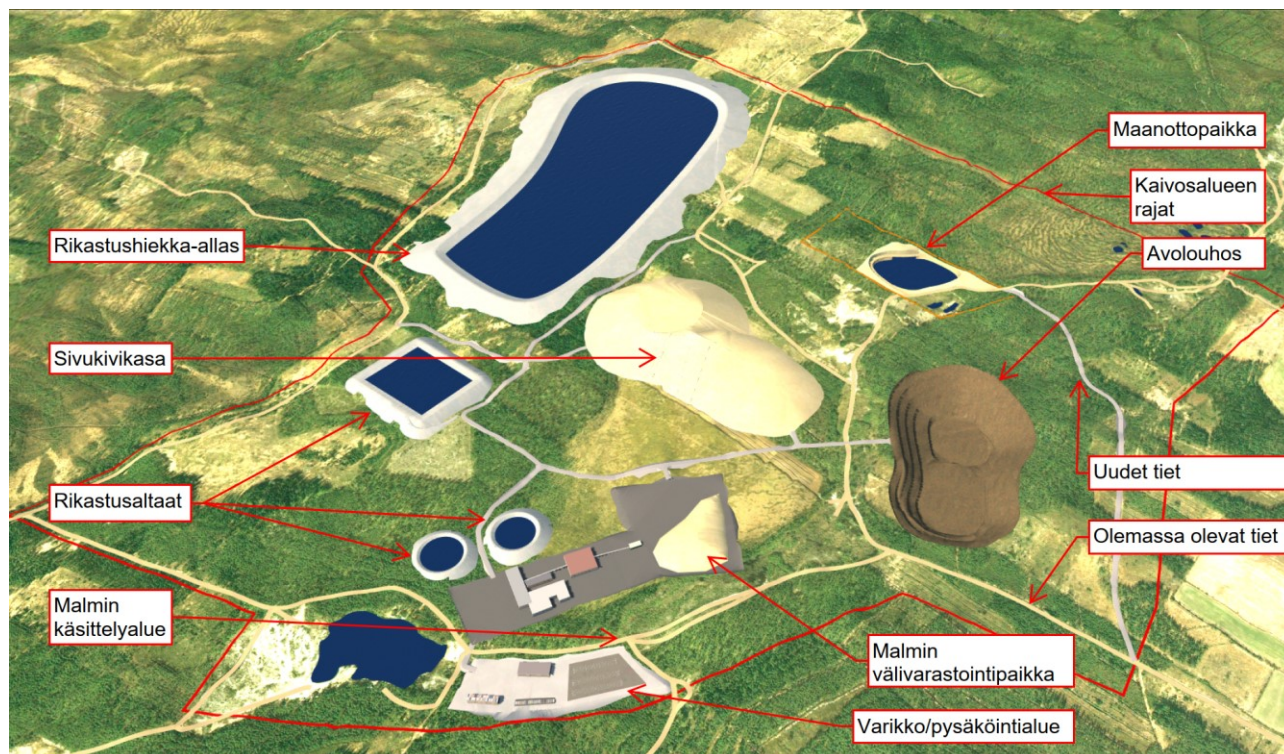 Maanottopaikka
Kaivosalueen
rajat
Rikastushiekka-allas
Avolouhos
Sivukivikasa
Uudet tiet
Rikastusaltaat
Olemassa olevat tiet
Malmin
käsittelyalue
Malmin
välivarastointipaikka
Varikko/pysäköintialue